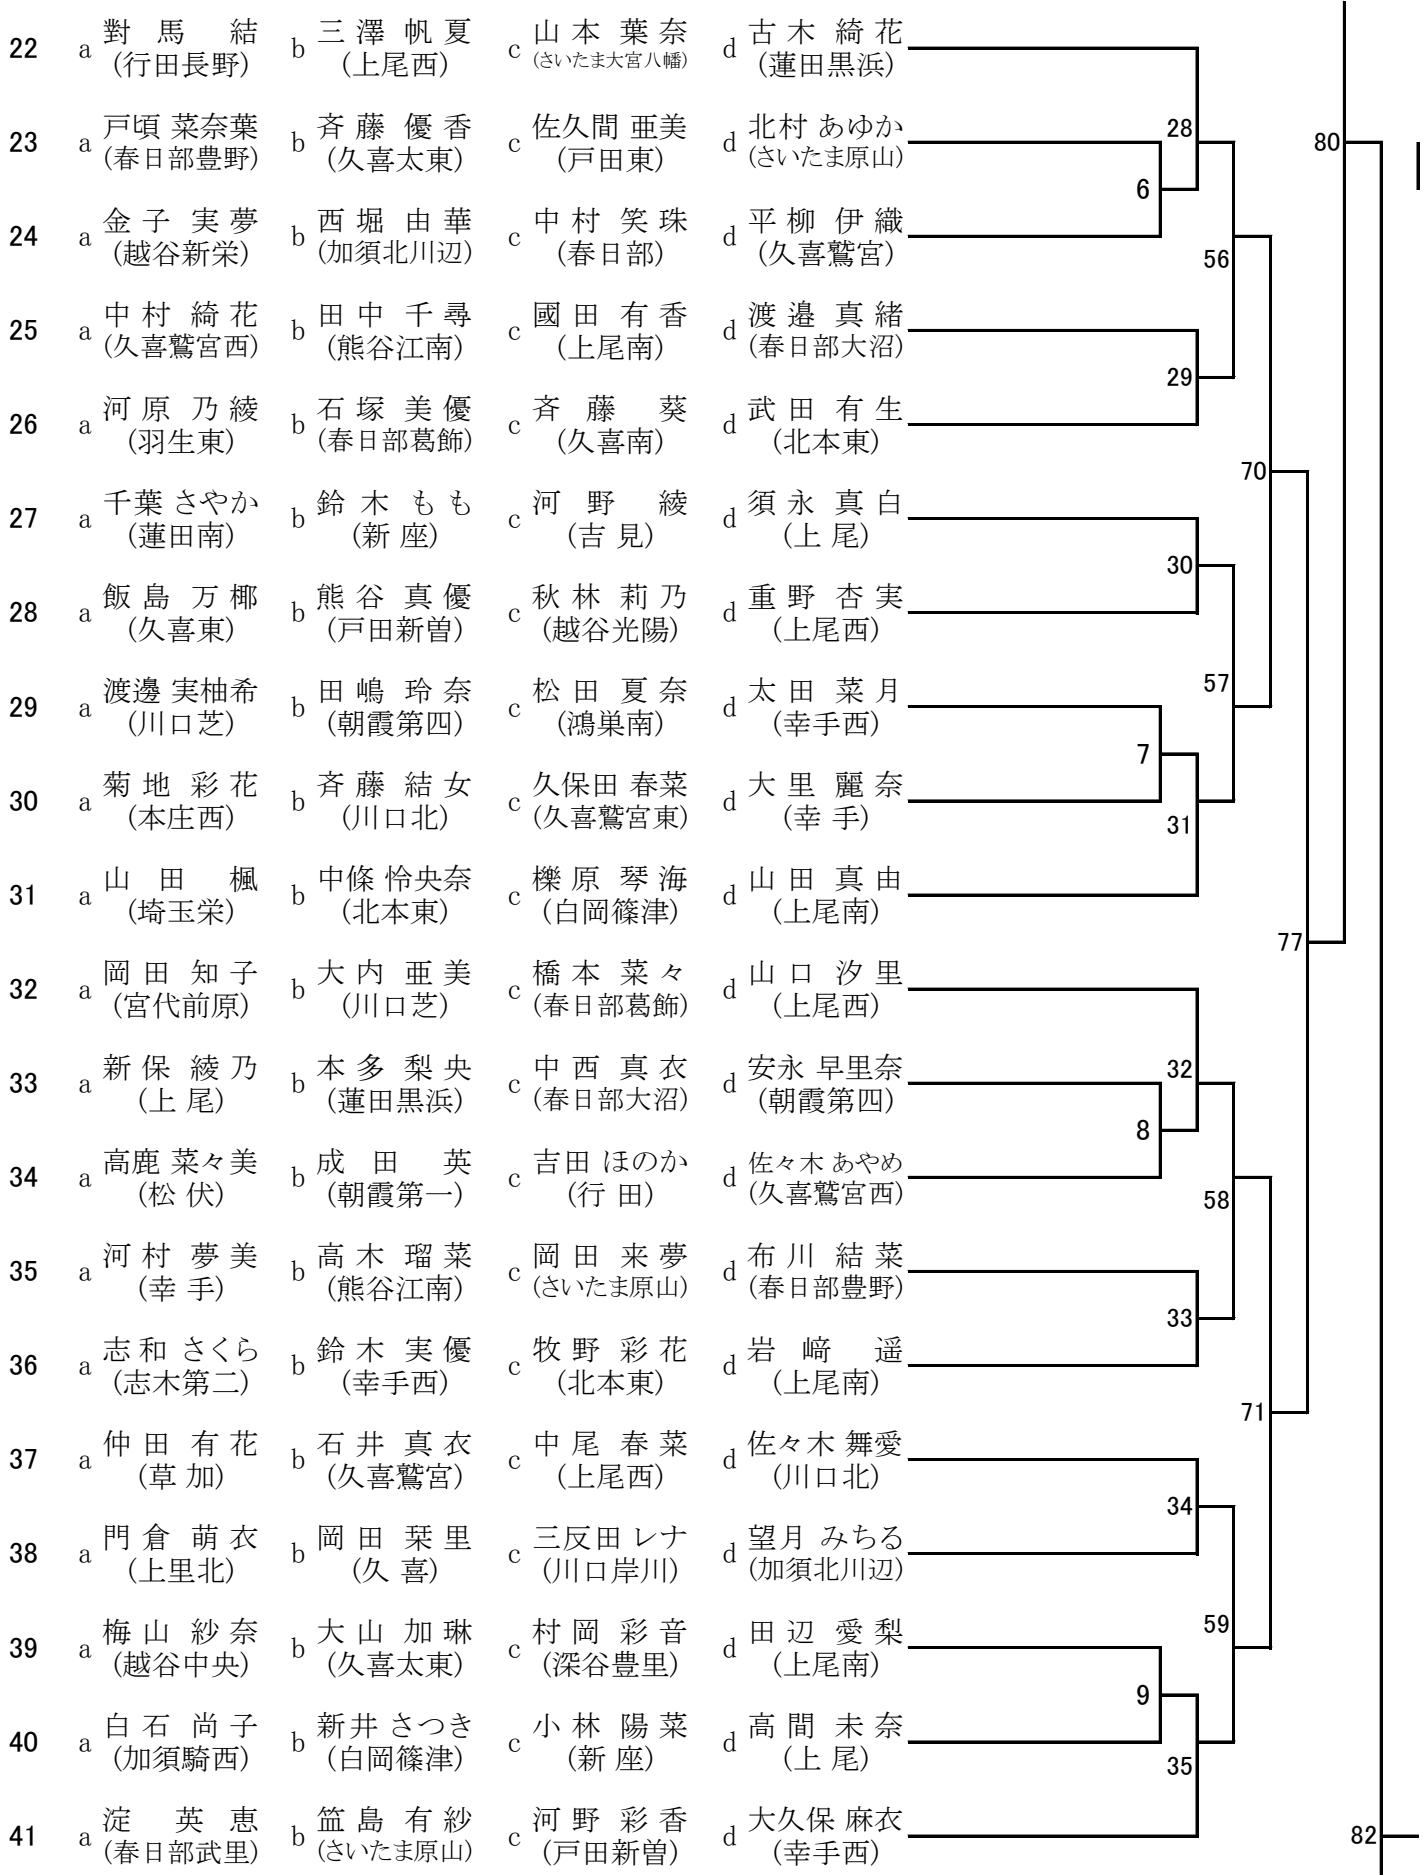 22 a 對馬 結 b 三澤 帆夏 c 山本 葉奈 d 古木 綺花
(行田長野) (上尾西) (さいたま大宮八幡) (蓮田黒浜)
23 a 戸頃 菜奈葉 b 斉藤 優香 c 佐久間 亜美 d 北村 あゆか 28 80
(春日部豊野) (久喜太東) (戸田東) (さいたま原山)
6
24 a 金子 実夢 b 西堀 由華 c 中村 笑珠 d 平柳 伊織
(越谷新栄) (加須北川辺) (春日部) (久喜鷲宮) 56
25 a 中村 綺花 b 田中 千尋 c 國田 有香 d 渡邉 真緒
(久喜鷲宮西) (熊谷江南) (上尾南) (春日部大沼)
29
26 a 河原 乃綾 b 石塚 美優 c 斉藤 葵 d 武田 有生
(羽生東) (春日部葛飾) (久喜南) (北本東)
70
27 a 千葉 さやか b 鈴木 もも c 河野 綾 d 須永 真白
(蓮田南) (新座) (吉見) (上尾)
30
28 a 飯島 万椰 b 熊谷 真優 c 秋林 莉乃 d 重野 杏実
(久喜東) (戸田新曽) (越谷光陽) (上尾西)
29 a 渡邊 実柚希 b 田嶋 玲奈 c 松田 夏奈 d 太田 菜月 57
(川口芝) (朝霞第四) (鴻巣南) (幸手西)
7
30 a 菊地 彩花 b 斉藤 結女 c 久保田 春菜 d 大里 麗奈
(本庄西) (川口北) (久喜鷲宮東) (幸手) 31
31 a 山田 楓 b 中條 怜央奈 c 櫟原 琴海 d 山田 真由
(埼玉栄) (北本東) (白岡篠津) (上尾南)
77
32 a 岡田 知子 b 大内 亜美 c 橋本 菜々 d 山口 汐里
(宮代前原) (川口芝) (春日部葛飾) (上尾西)
33 a 新保 綾乃 b 本多 梨央 c 中西 真衣 d 安永 早里奈 32
(上尾) (蓮田黒浜) (春日部大沼) (朝霞第四)
8
34 a 高鹿 菜々美 b 成田 英 c 吉田 ほのか d 佐々木 あやめ
(松伏) (朝霞第一) (行田) (久喜鷲宮西) 58
35 a 河村 夢美 b 高木 瑠菜 c 岡田 来夢 d 布川 結菜
(幸手) (熊谷江南) (さいたま原山) (春日部豊野)
33
36 a 志和 さくら b 鈴木 実優 c 牧野 彩花 d 岩﨑 遥
(志木第二) (幸手西) (北本東) (上尾南)
71
37 a 仲田 有花 b 石井 真衣 c 中尾 春菜 d 佐々木 舞愛
(草加) (久喜鷲宮) (上尾西) (川口北)
34
38 a 門倉 萌衣 b 岡田 栞里 c 三反田 レナ d 望月 みちる
(上里北) (久喜) (川口岸川) (加須北川辺)
39 a 梅山 紗奈 b 大山 加琳 c 村岡 彩音 d 田辺 愛梨 59
(越谷中央) (久喜太東) (深谷豊里) (上尾南)
9
40 a 白石 尚子 b 新井 さつき c 小林 陽菜 d 高間 未奈
(加須騎西) (白岡篠津) (新座) (上尾) 35
41 a 淀 英恵 b 笽島 有紗 c 河野 彩香 d 大久保 麻衣 82
(春日部武里) (さいたま原山) (戸田新曽) (幸手西)